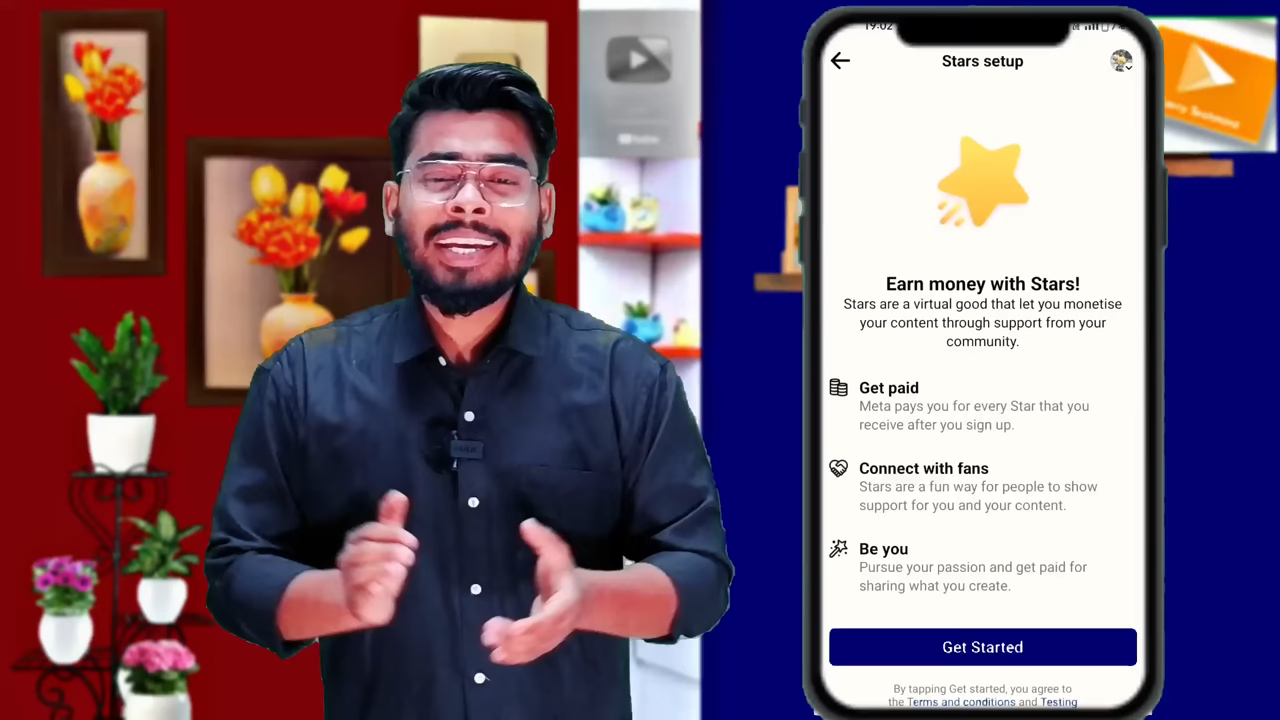 19:02
Stars setup
Earn money with Stars!
Stars are a virtual good that let you monetise
your content through support from your
community.
Get paid
Meta pays you for every Star that you
receive after you sign up.
Connect with fans
Stars are a fun way for people to show
support for you and your content.
Be you
Pursue your passion and get paid for
sharing what you create.
Get Started
By tapping Get started, you agree to
the Terms and conditions and Testing